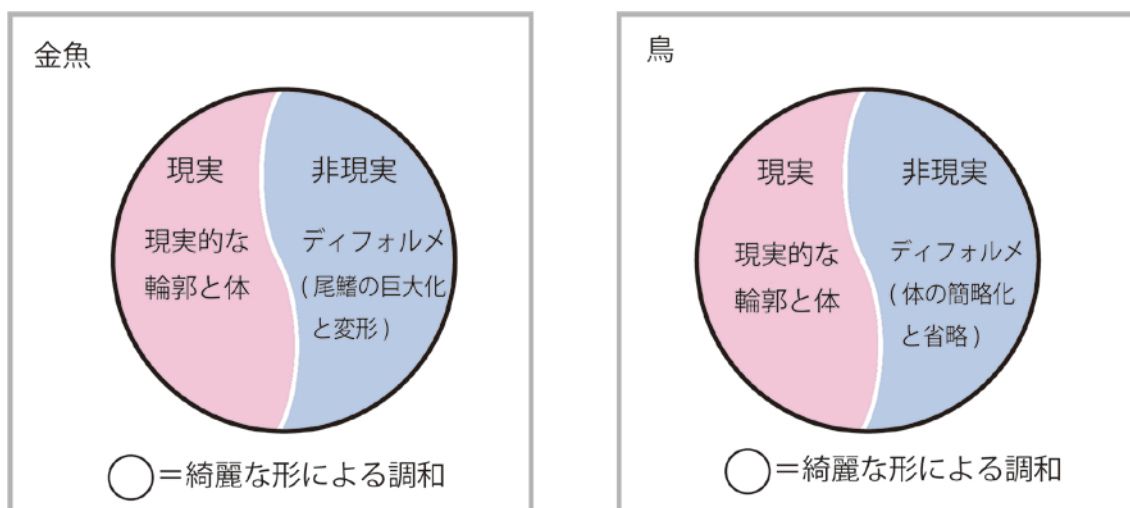 金魚
現実
現実的な
輪郭と体
非現実
ディフォルメ
(尾鰭の巨大化
と変形)
◯=綺麗な形による調和
鳥
現実
現実的な
輪郭と体
非現実
ディフォルメ
(体の簡略化
と省略)
◯=綺麗な形による調和